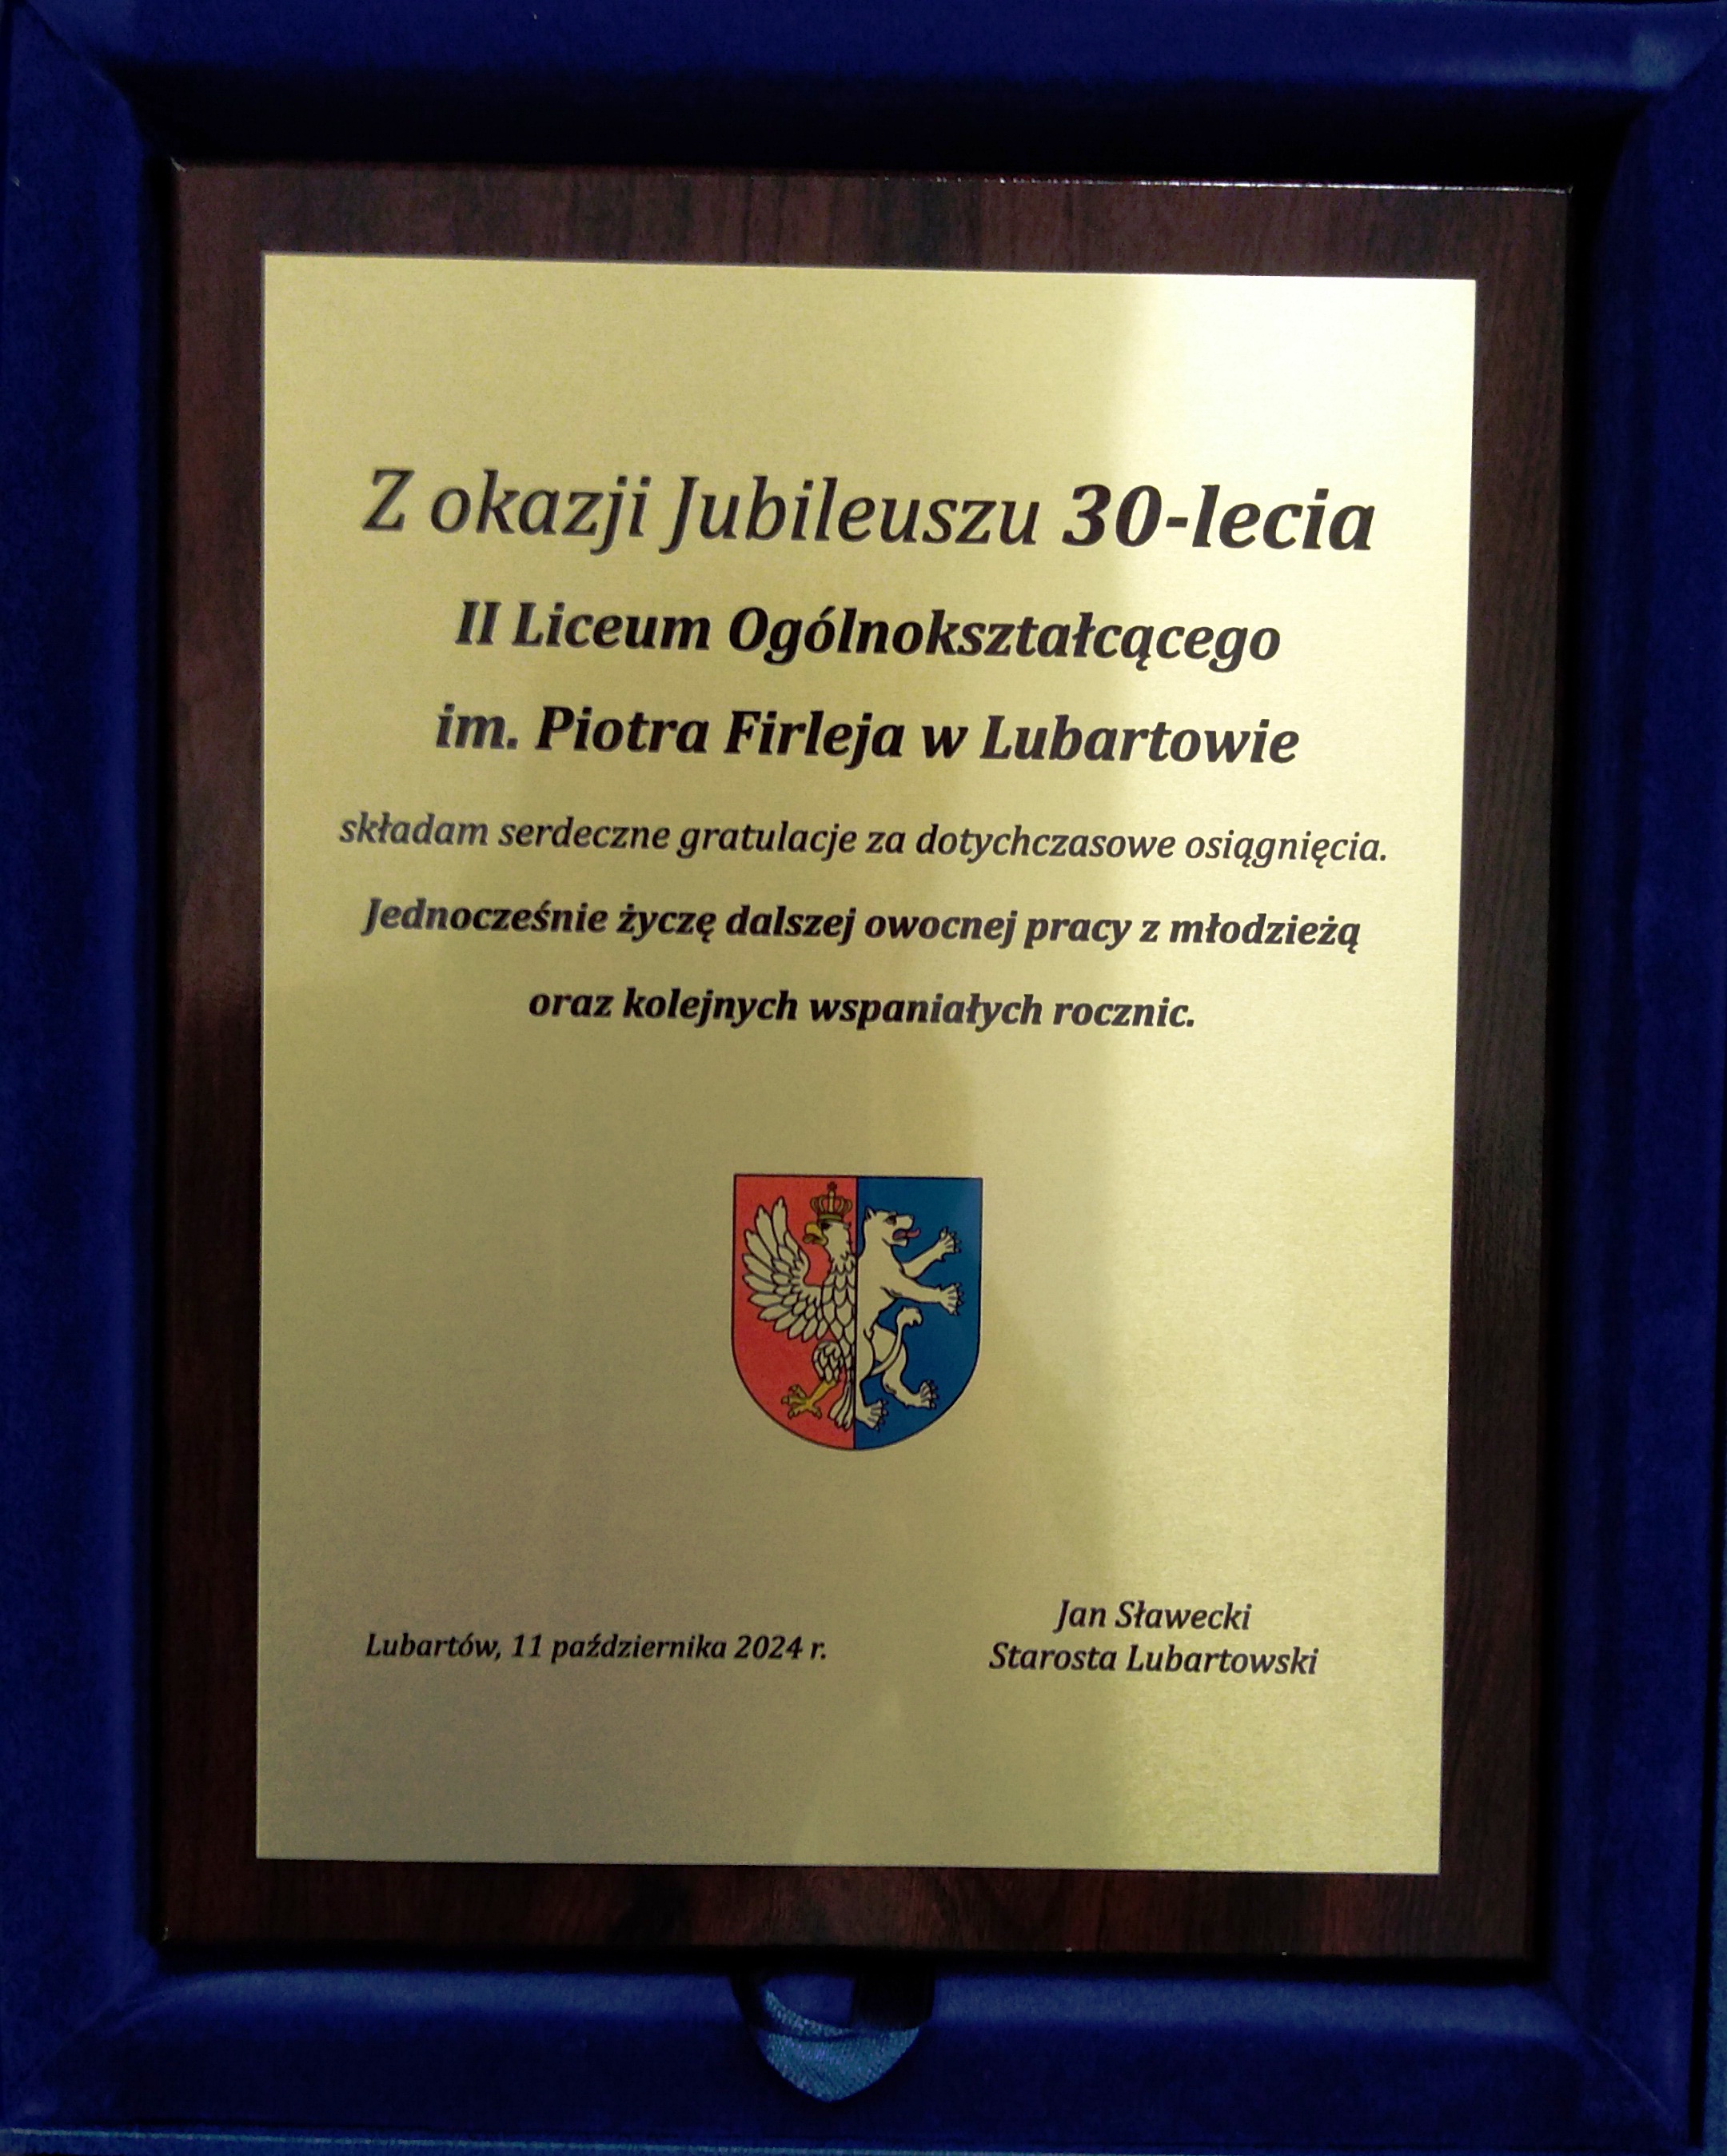 Z okazji Jubileuszu 30-lecia
II Liceum Ogólnokształcącego
im. Piotra Firleja w Lubartowie
składam serdeczne gratulacje za dotychczasowe osiągnięcia.
Jednocześnie życzę dalszej owocnej pracy z młodzieżą
oraz kolejnych wspaniałych rocznic.
Lubartów, 11 października 2024 r.
Jan Sławecki
Starosta Lubartowski